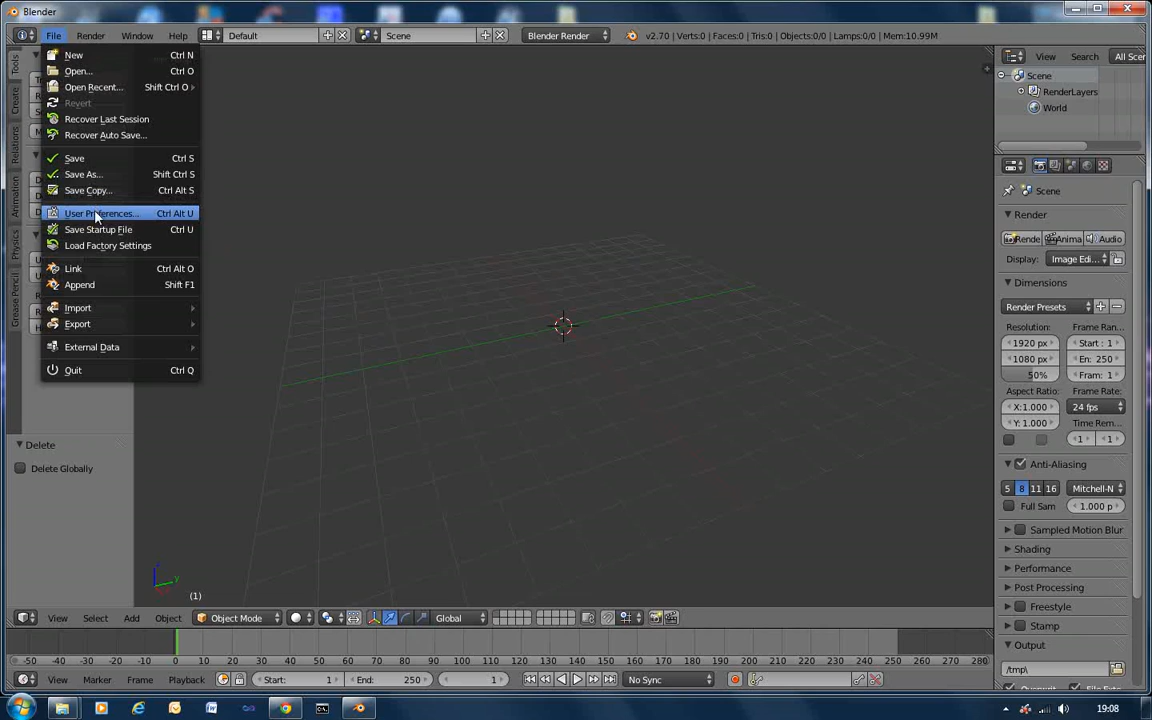 Blender
File Render Window Help Default Scene Blender Render v2.70 | Verts:0 | Faces:0 | Tris:0 | Objects:0/0 | Lamps:0/0 | Mem:10.99M
New Ctrl N
Open... Ctrl O
Open Recent... Shift Ctrl O
Revert
Recover Last Session
Recover Auto Save...
Save Ctrl S
Save As... Shift Ctrl S
Save Copy... Ctrl Alt S
User Preferences... Ctrl Alt U
Save Startup File Ctrl U
Load Factory Settings
Link Ctrl Alt O
Append Shift F1
Import
Export
External Data
Quit Ctrl Q
Tools
Create
Relations
Animation
Physics
Grease Pencil
Delete
Delete Globally
(1)
z
y
View Select Add Object Object Mode Global
-50 -40 -30 -20 -10 0 10 20 30 40 50 60 70 80 90 100 110 120 130 140 150 160 170 180 190 200 210 220 230 240 250 260 270 280
View Marker Frame Playback Start: 1 End: 250 1 No Sync
View Search All Scen
Scene
RenderLayers
World
Scene
Render
Rende Anima Audio
Display: Image Edi...
Dimensions
Render Presets
Resolution: Frame Ran...
1920 px Start: 1
1080 px En: 250
50% Fram: 1
Aspect Ratio: Frame Rate:
X:1.000 24 fps
Y: 1.000 Time Rem...
1 1
Anti-Aliasing
5 8 11 16 Mitchell-N
Full Sam 1.000 p
Sampled Motion Blur
Shading
Performance
Post Processing
Freestyle
Stamp
Output
/tmp\
19:08